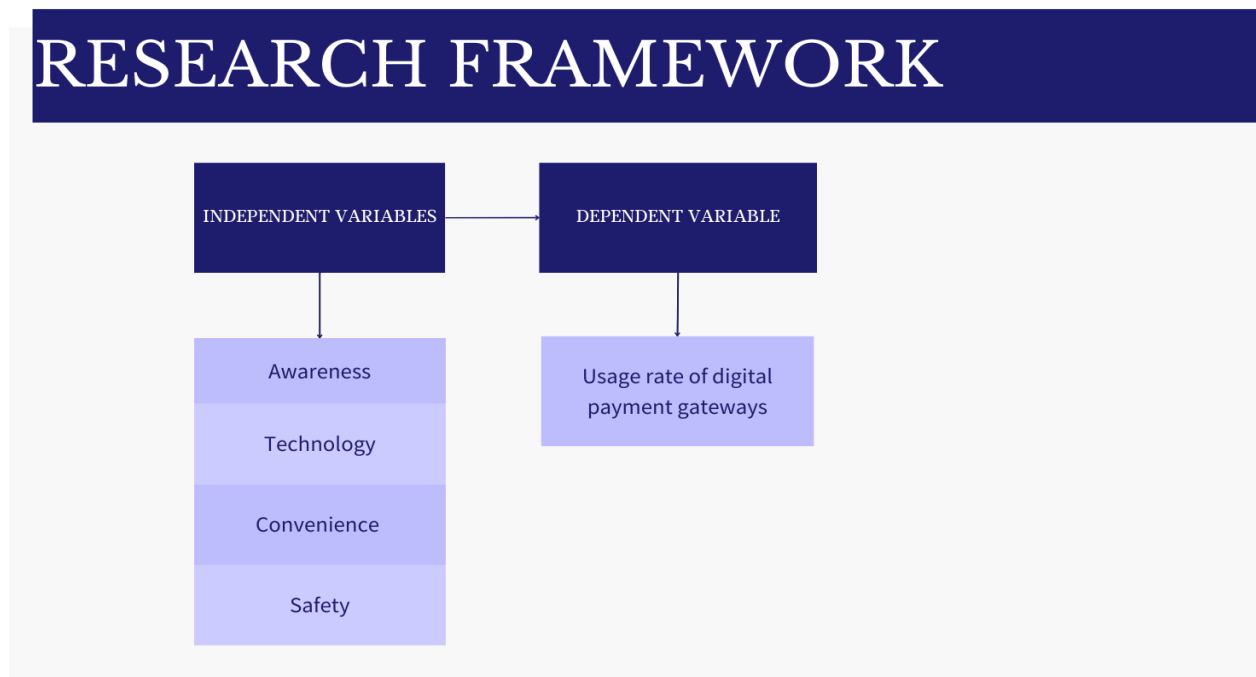 RESEARCH FRAMEWORK
INDEPENDENT VARIABLES
DEPENDENT VARIABLE
Awareness
Technology
Convenience
Safety
Usage rate of digital
payment gateways